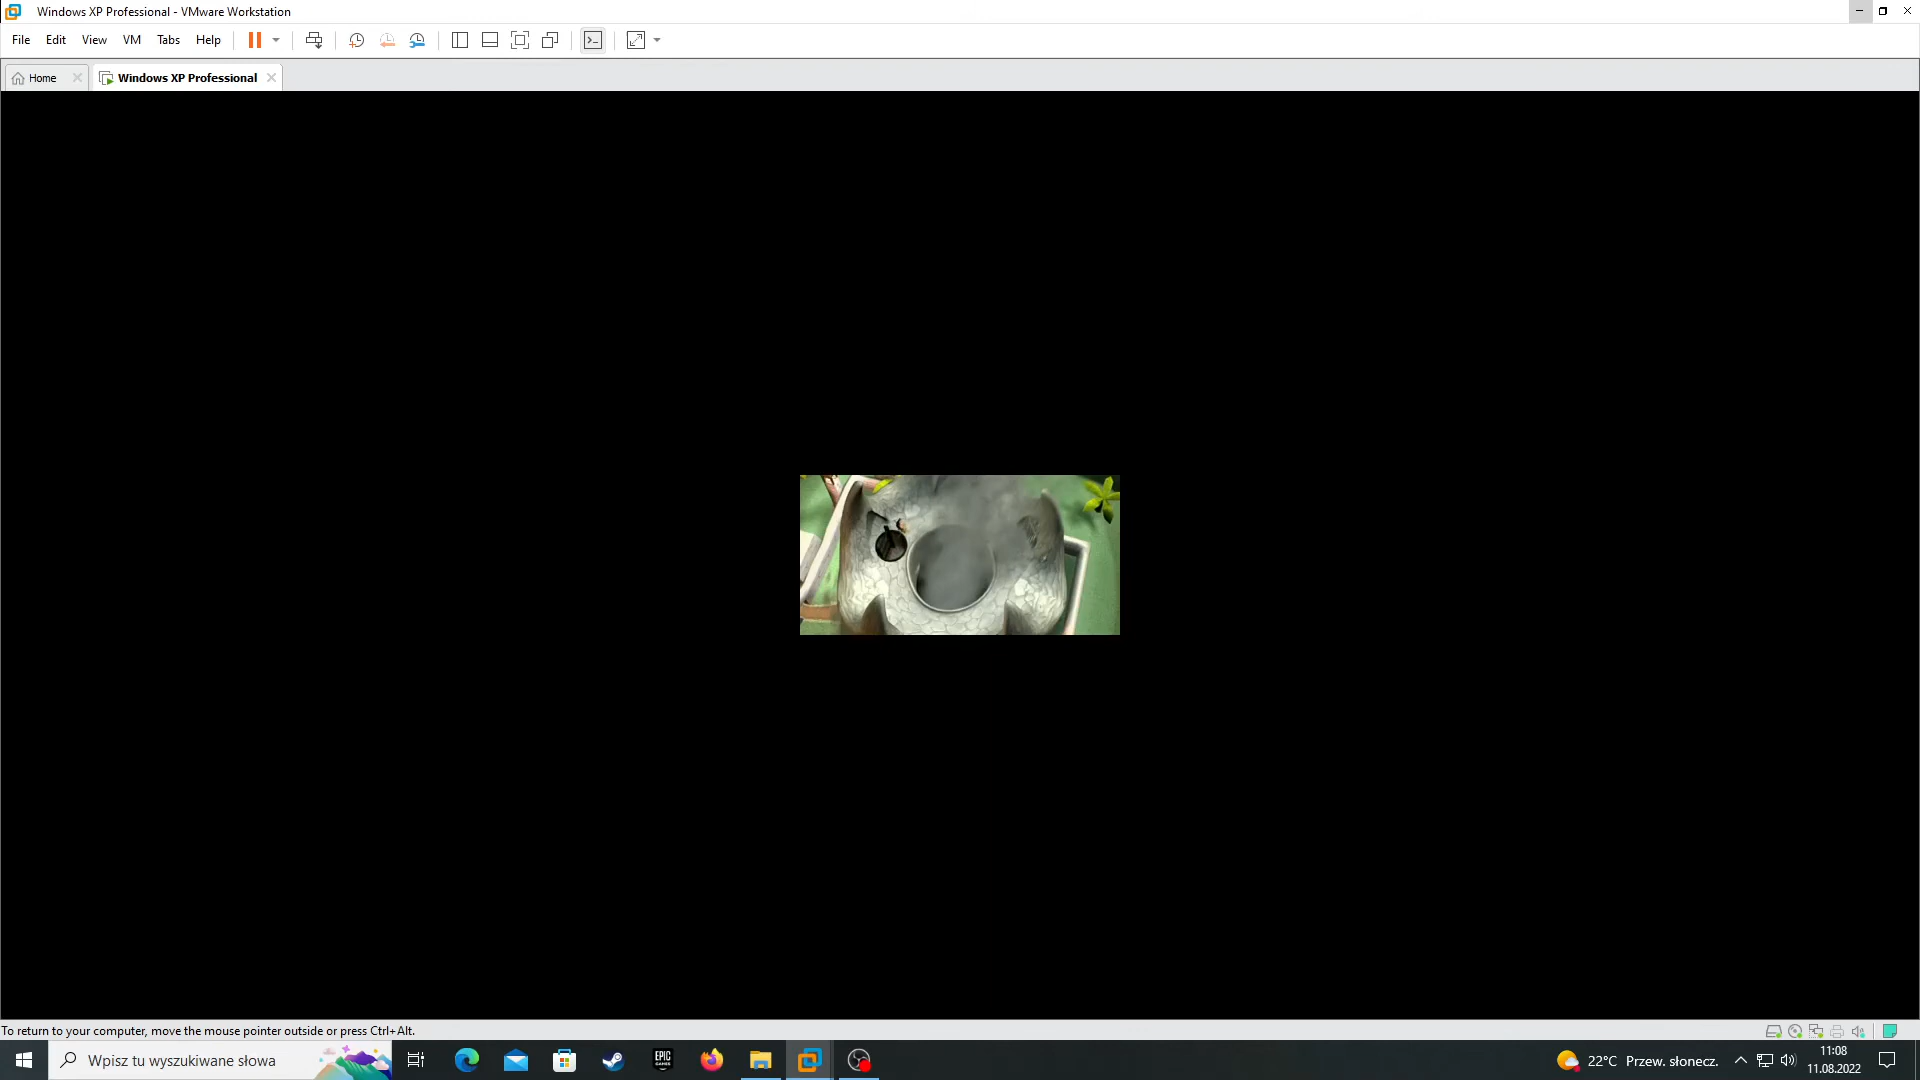 Windows XP Professional - VMware Workstation
File Edit View VM Tabs Help
Home Windows XP Professional
To return to your computer, move the mouse pointer outside or press Ctrl+Alt.
Wpisz tu wyszukiwane słowa
EPIC
GAMES
22°C Przew. słonecz.
11:08
11.08.2022